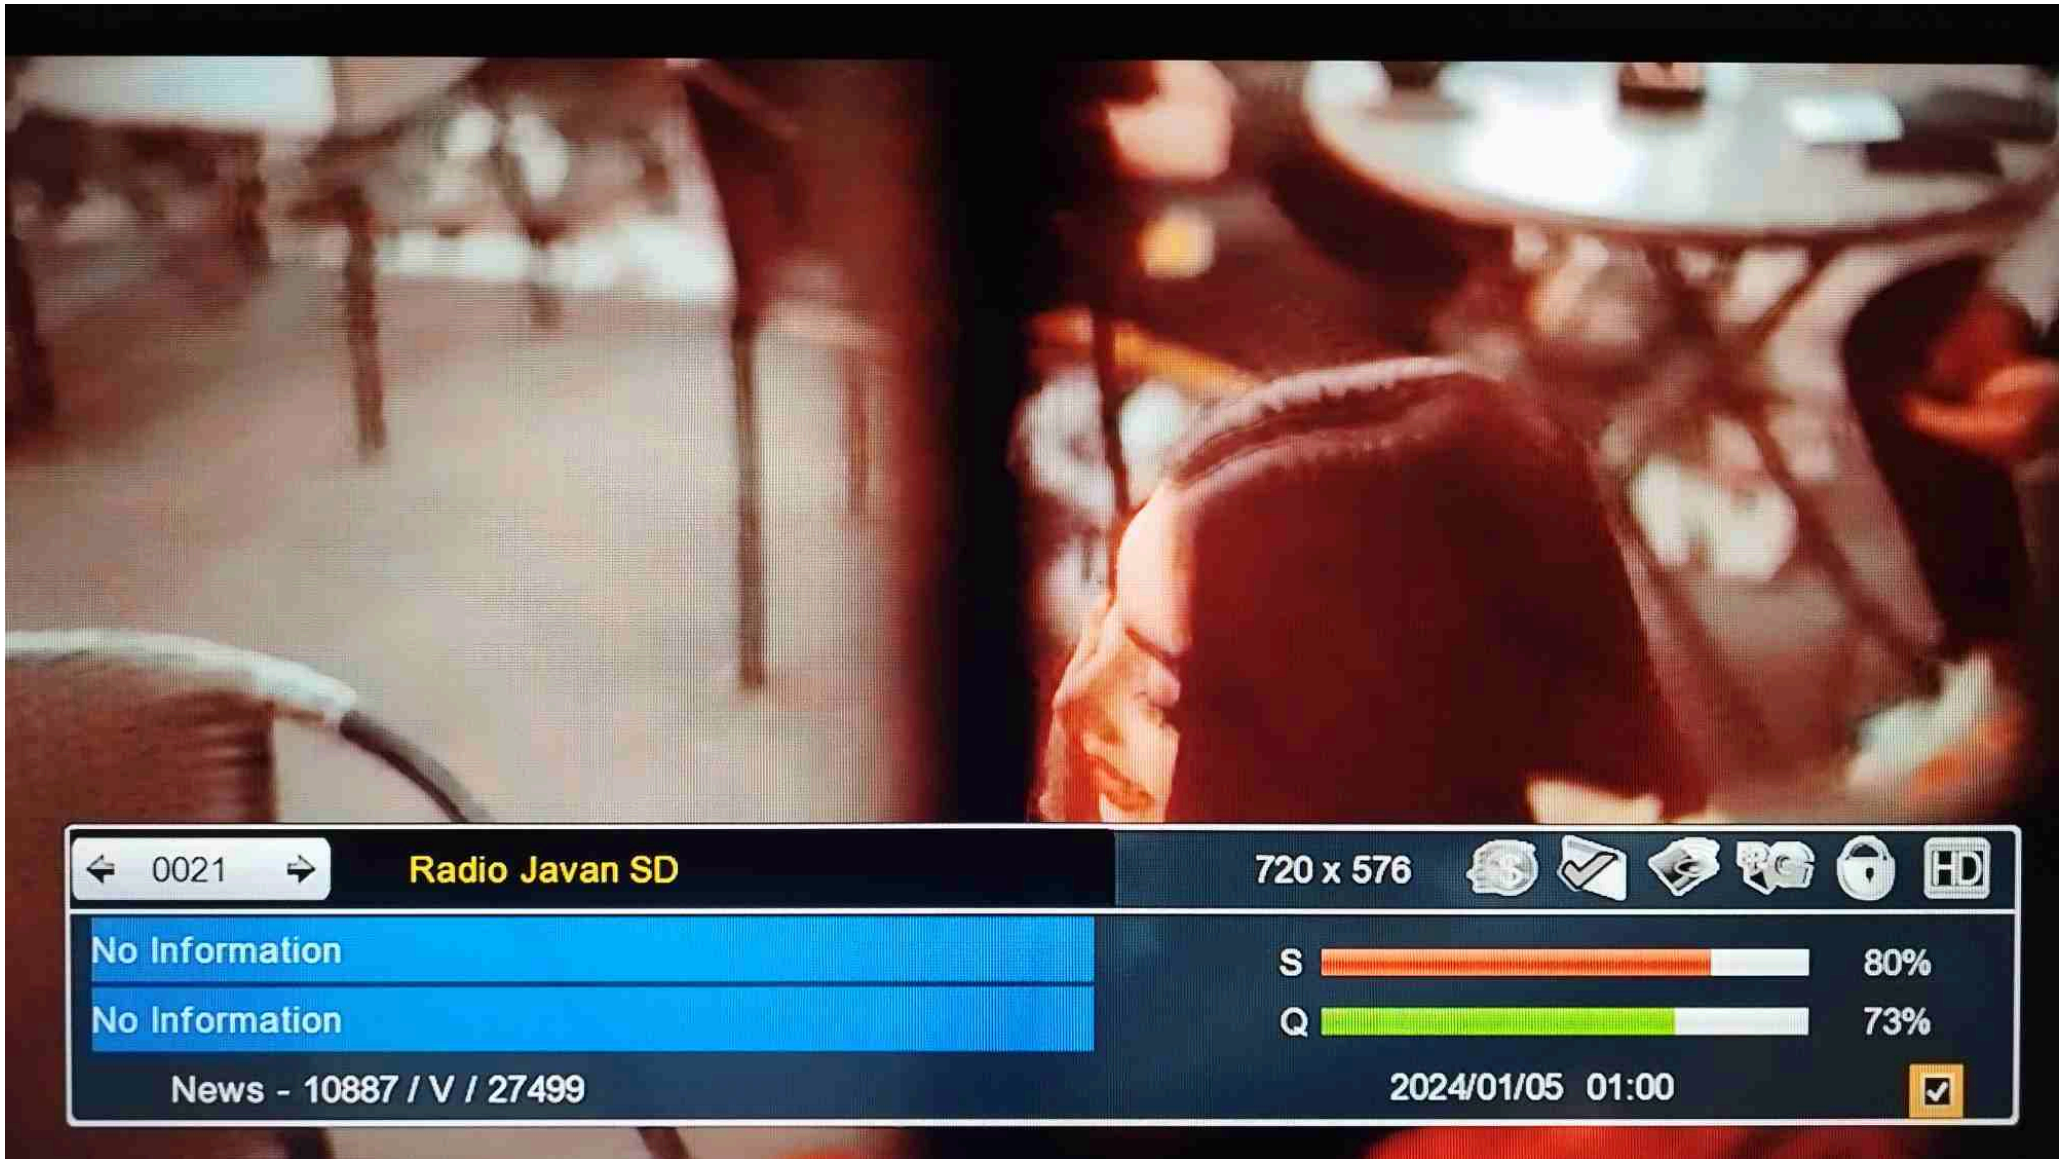 0021
Radio Javan SD
720 x 576
HD
No Information
S 80%
No Information
Q 73%
News - 10887 / V / 27499
2024/01/05 01:00